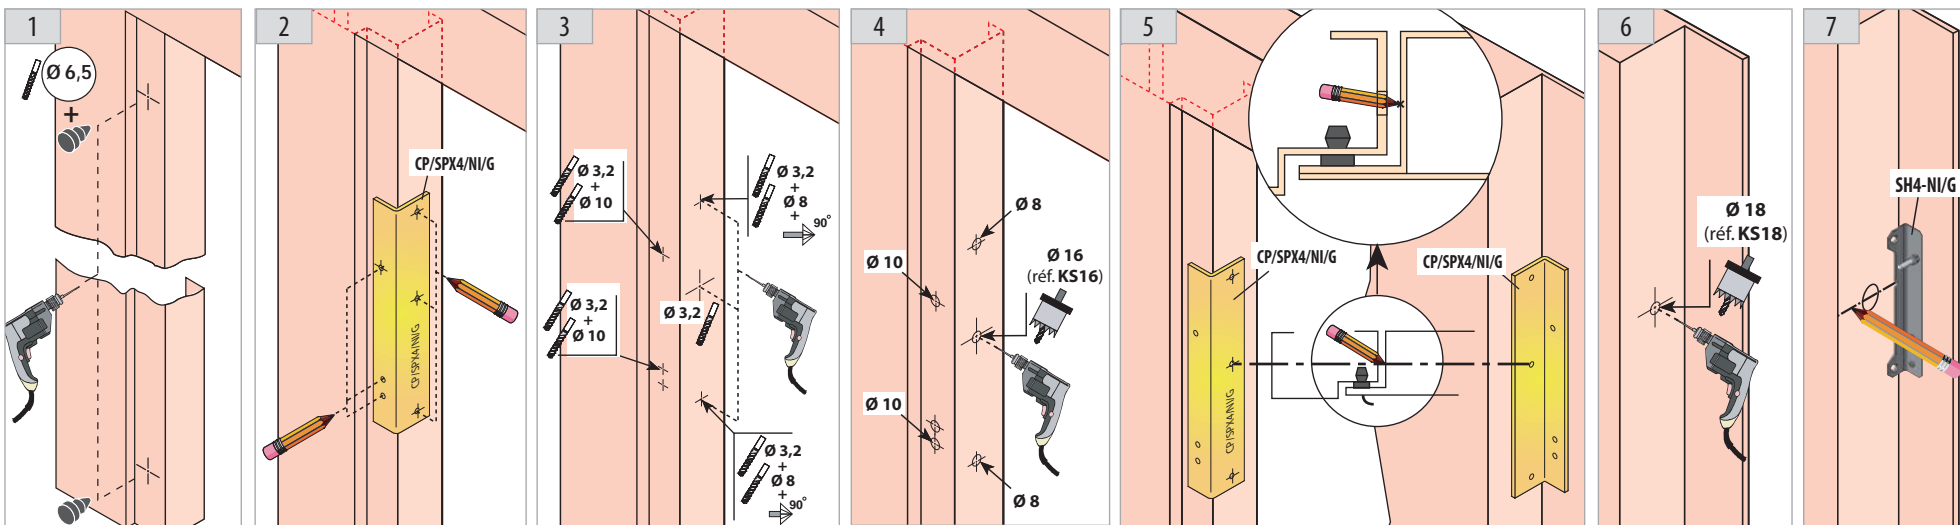 1
Ø 6,5
+
2
CP/SPX4/NI/G
CP/SPX4/NI/G
3
Ø 3,2
+
Ø 10
Ø 3,2
+
Ø 8
+
90°
Ø 3,2
+
Ø 10
Ø 3,2
Ø 3,2
+
Ø 8
+
90°
4
Ø 8
Ø 10
Ø 16
(réf. KS16)
Ø 10
Ø 8
5
CP/SPX4/NI/G
CP/SPX4/NI/G
CP/SPX4/NI/G
6
Ø 18
(réf. KS18)
7
SH4-NI/G